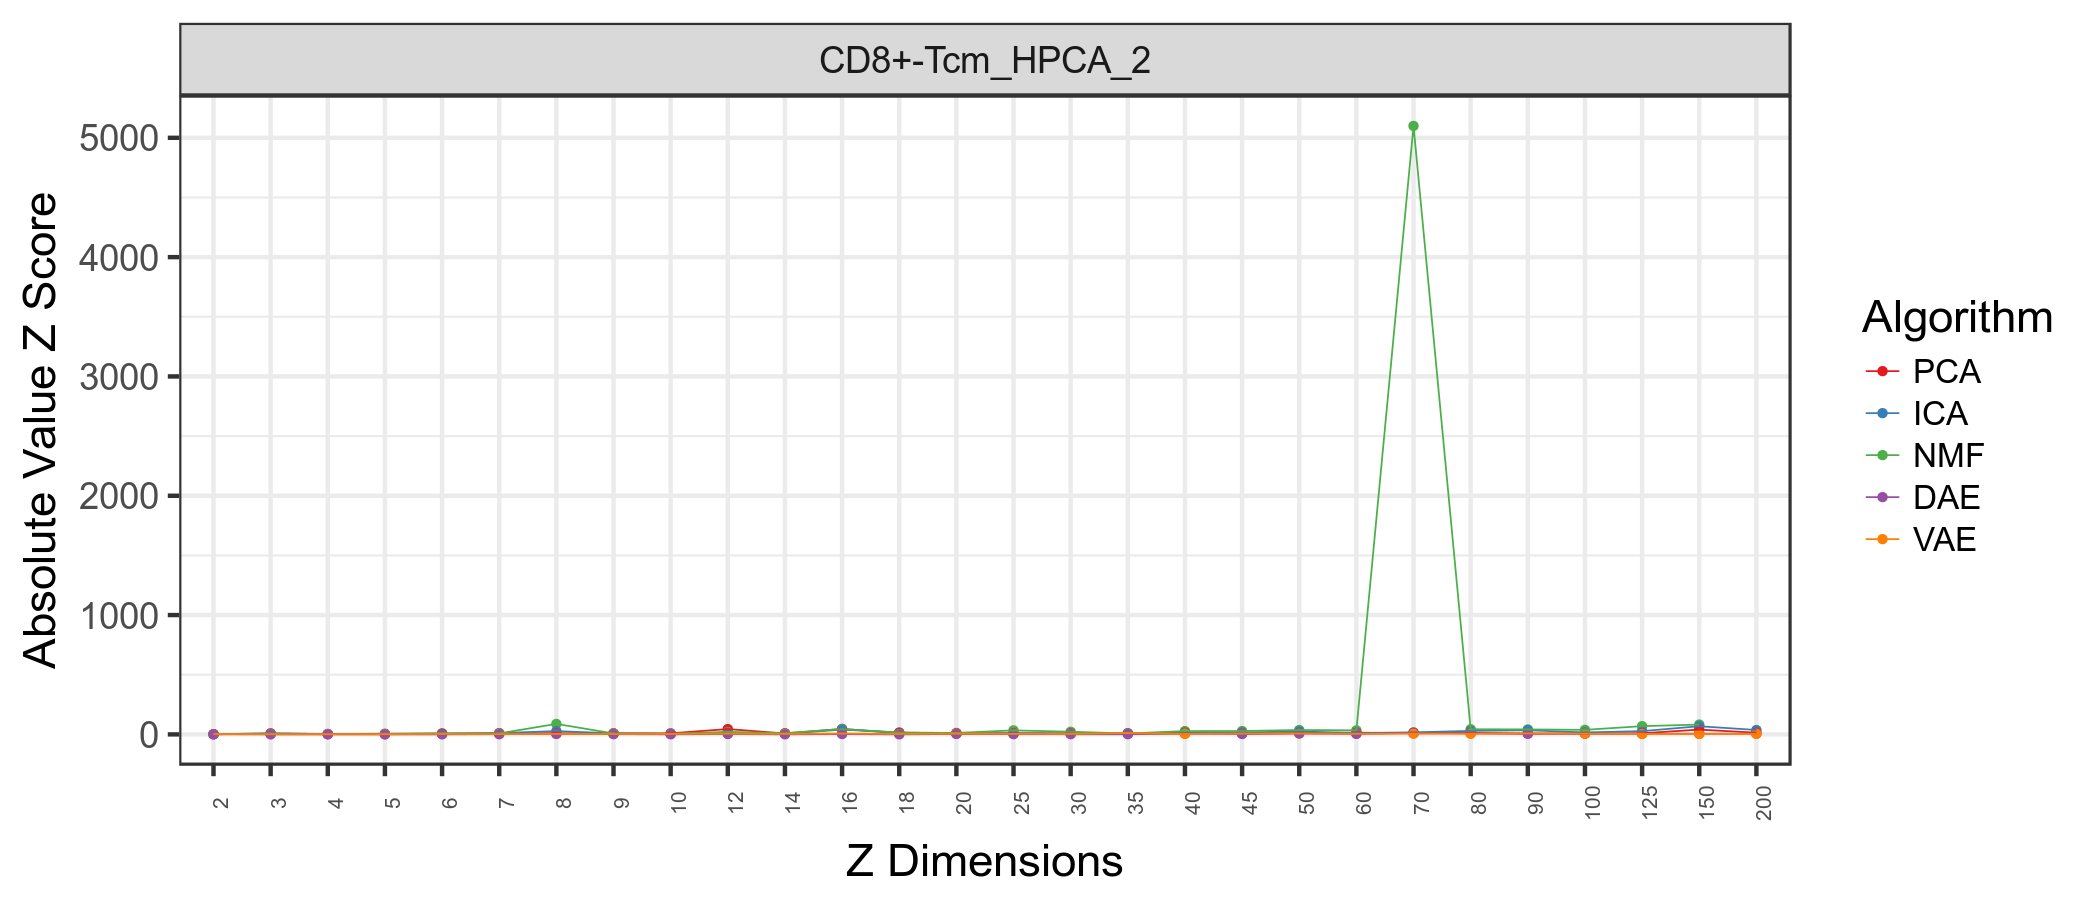 CD8+-Tcm_HPCA_2
Absolute Value Z Score
5000
4000
3000
2000
1000
0
2 3 4 5 6 7 8 9 10 12 14 16 18 20 25 30 35 40 45 50 60 70 80 90 100 125 150 200
Z Dimensions
Algorithm
PCA
ICA
NMF
DAE
VAE